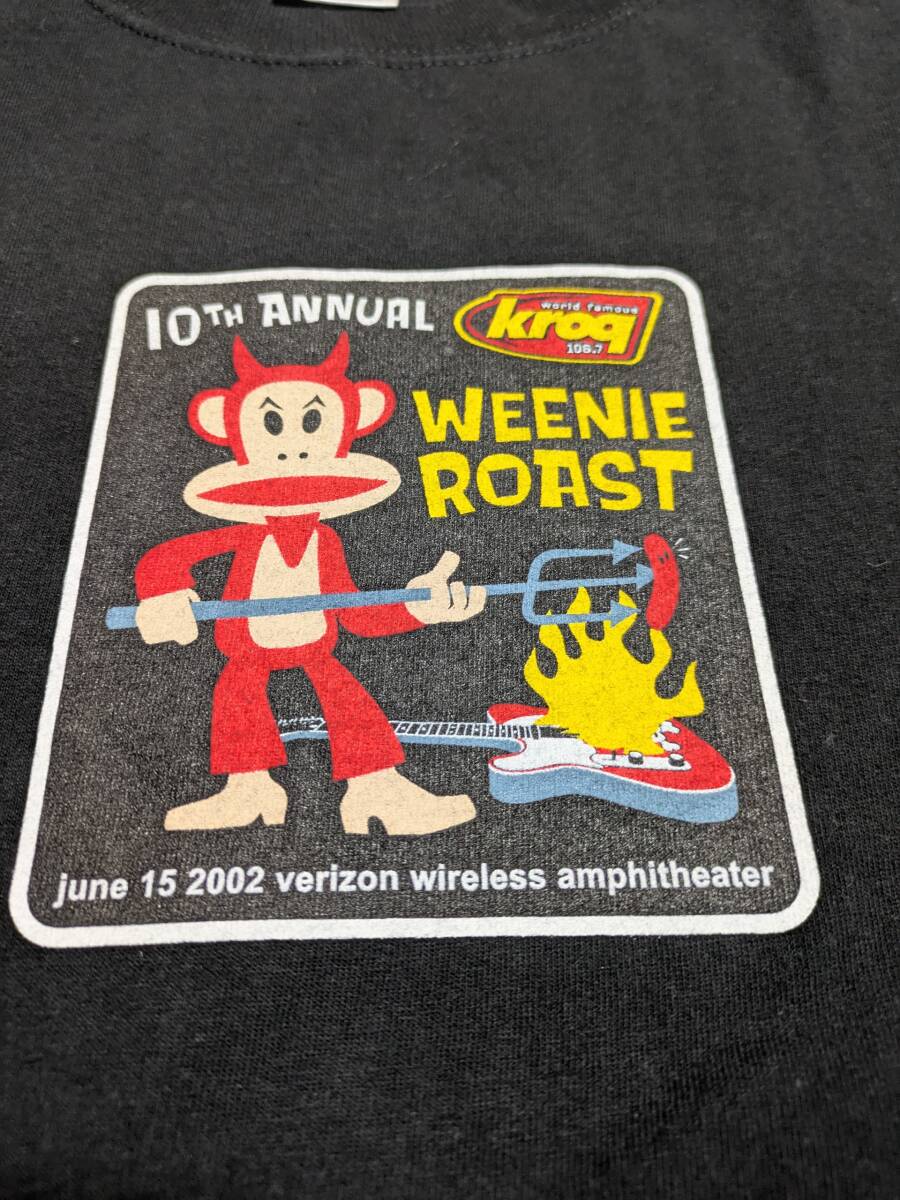 10TH ANNUAL
world famous
kroq
106.7
WEENIE
ROAST
june 15 2002 verizon wireless amphitheater